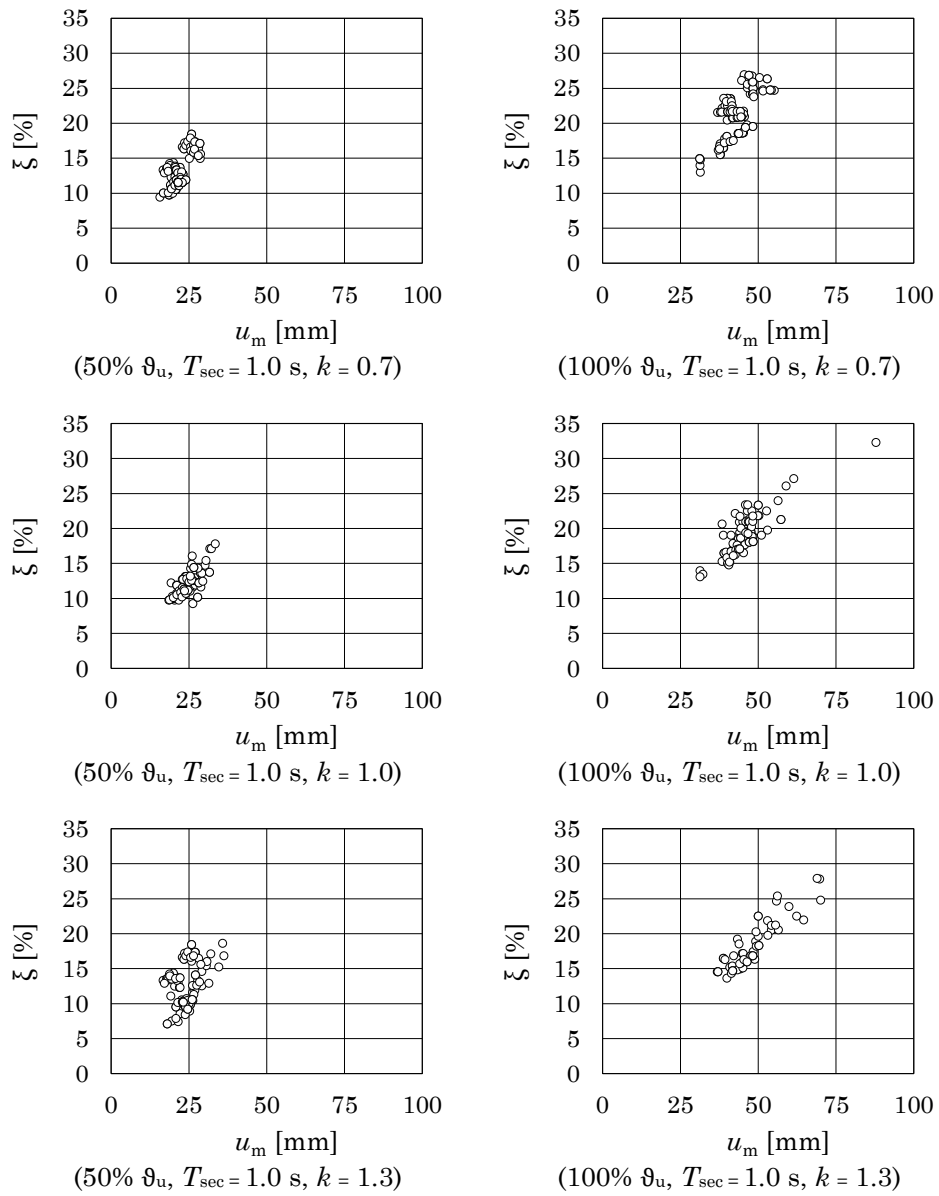 35 35
30 30
25 25
20 20
15 15
10 10
5 5
0 0
ξ [%] ξ [%]
0 25 50 75 100 0 25 50 75 100
u_m [mm] u_m [mm]
(50% ϑ_u, T_sec = 1.0 s, k = 0.7) (100% ϑ_u, T_sec = 1.0 s, k = 0.7)
35 35
30 30
25 25
20 20
15 15
10 10
5 5
0 0
ξ [%] ξ [%]
0 25 50 75 100 0 25 50 75 100
u_m [mm] u_m [mm]
(50% ϑ_u, T_sec = 1.0 s, k = 1.0) (100% ϑ_u, T_sec = 1.0 s, k = 1.0)
35 35
30 30
25 25
20 20
15 15
10 10
5 5
0 0
ξ [%] ξ [%]
0 25 50 75 100 0 25 50 75 100
u_m [mm] u_m [mm]
(50% ϑ_u, T_sec = 1.0 s, k = 1.3) (100% ϑ_u, T_sec = 1.0 s, k = 1.3)